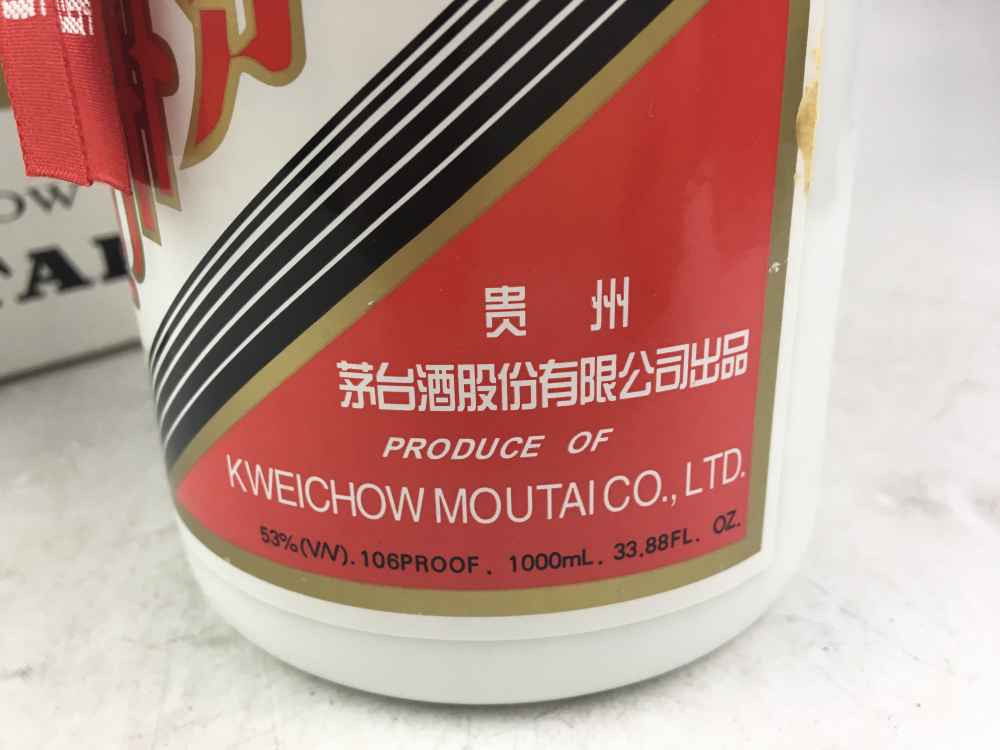 贵 州
茅台酒股份有限公司出品
PRODUCE OF
KWEICHOW MOUTAI CO., LTD.
53%(V/V). 106PROOF. 1000mL. 33.88FL. OZ.